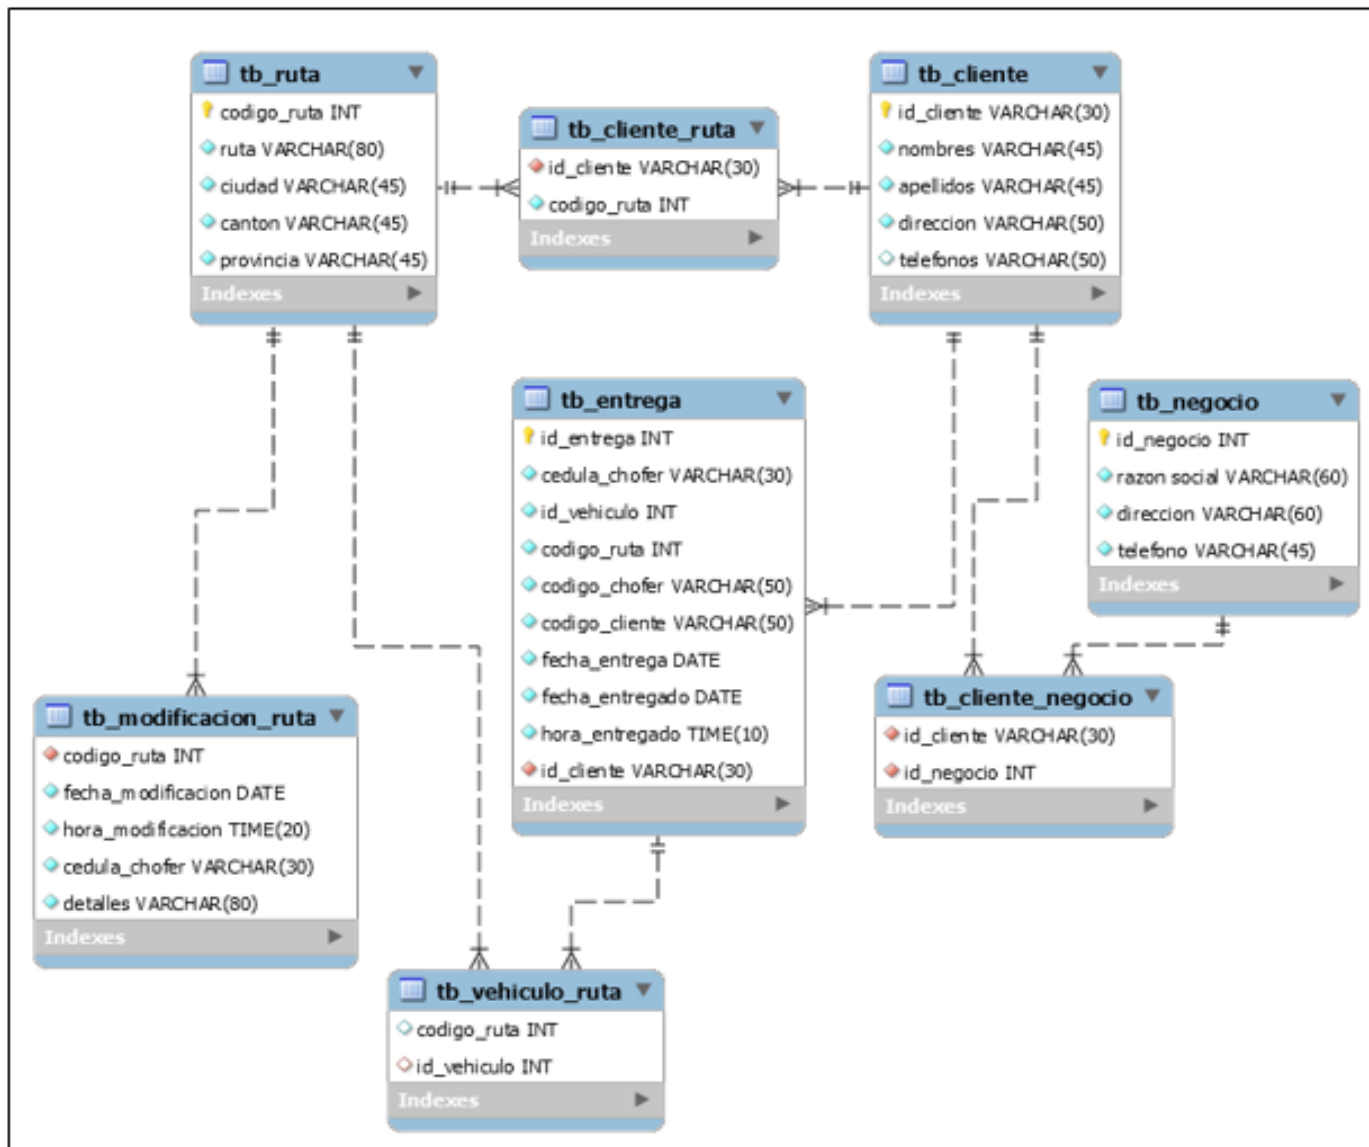 tb_ruta
codigo_ruta INT
ruta VARCHAR(80)
ciudad VARCHAR(45)
canton VARCHAR(45)
provincia VARCHAR(45)
Indexes
tb_cliente_ruta
id_cliente VARCHAR(30)
codigo_ruta INT
Indexes
tb_cliente
id_cliente VARCHAR(30)
nombres VARCHAR(45)
apellidos VARCHAR(45)
direccion VARCHAR(50)
telefonos VARCHAR(50)
Indexes
tb_entrega
id_entrega INT
cedula_chofer VARCHAR(30)
id_vehiculo INT
codigo_ruta INT
codigo_chofer VARCHAR(50)
codigo_cliente VARCHAR(50)
fecha_entrega DATE
fecha_entregado DATE
hora_entregado TIME(10)
id_cliente VARCHAR(30)
Indexes
tb_negocio
id_negocio INT
razon social VARCHAR(60)
direccion VARCHAR(60)
telefono VARCHAR(45)
Indexes
tb_modificacion_ruta
codigo_ruta INT
fecha_modificacion DATE
hora_modificacion TIME(20)
cedula_chofer VARCHAR(30)
detalles VARCHAR(80)
Indexes
tb_cliente_negocio
id_cliente VARCHAR(30)
id_negocio INT
Indexes
tb_vehiculo_ruta
codigo_ruta INT
id_vehiculo INT
Indexes